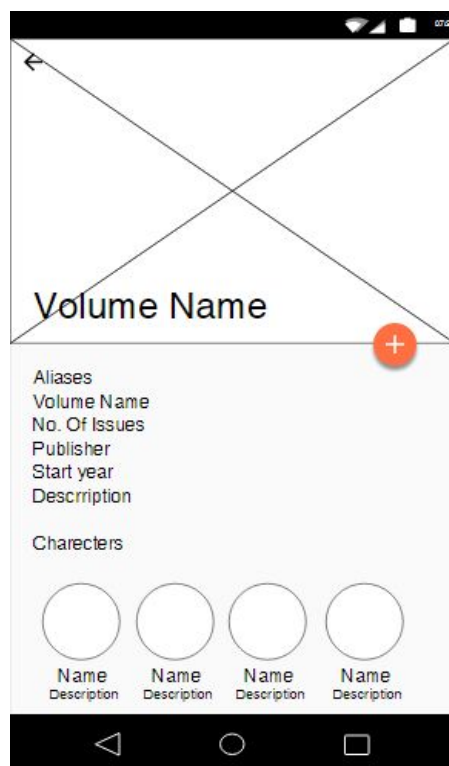 Volume Name
Aliases
Volume Name
No. Of Issues
Publisher
Start year
Descrription
Charecters
Name Name Name Name
Description Description Description Description